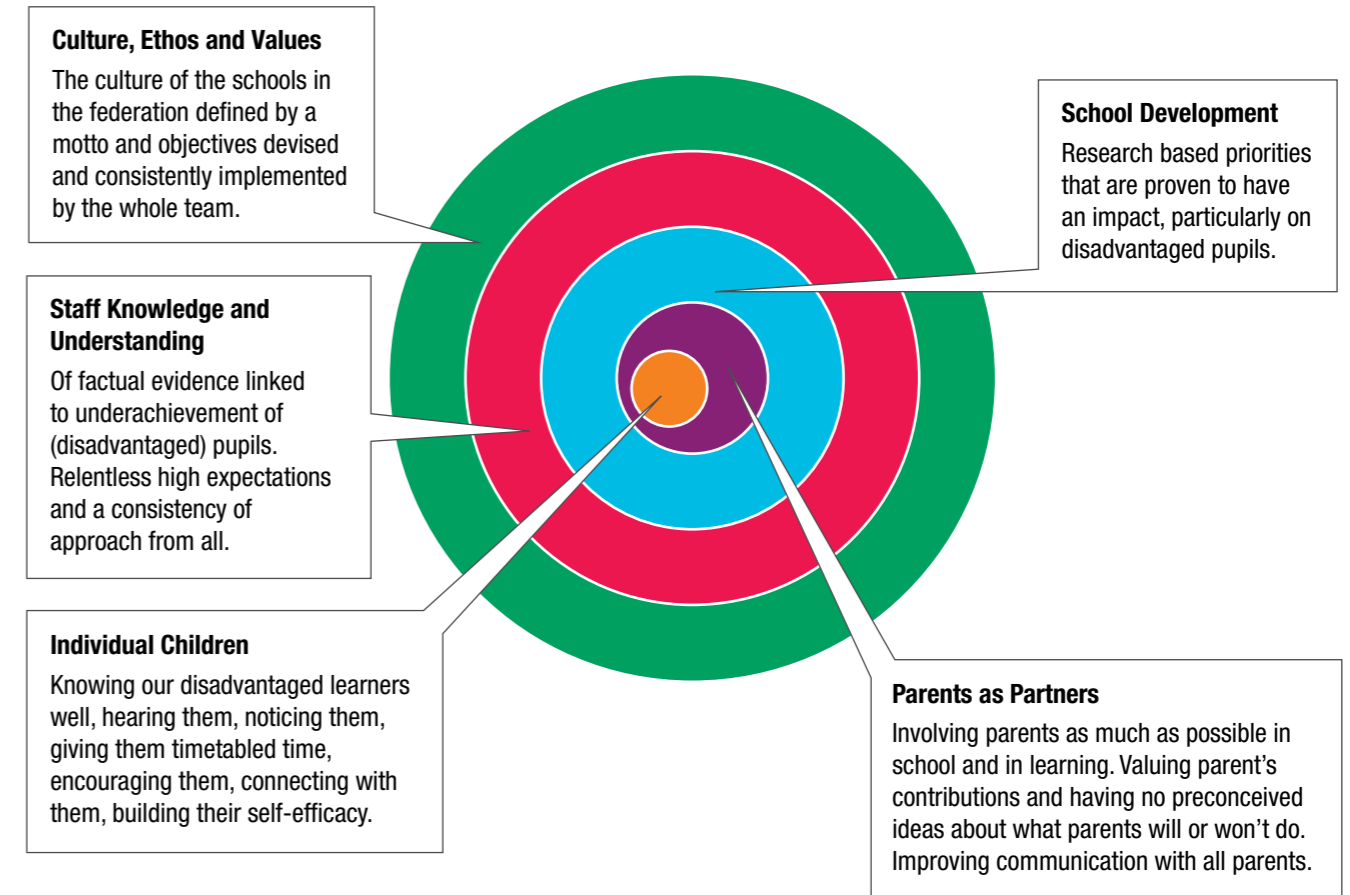 Culture, Ethos and Values
The culture of the schools in
the federation defined by a
motto and objectives devised
and consistently implemented
by the whole team.
School Development
Research based priorities
that are proven to have
an impact, particularly on
disadvantaged pupils.
Staff Knowledge and
Understanding
Of factual evidence linked
to underachievement of
(disadvantaged) pupils.
Relentless high expectations
and a consistency of
approach from all.
Individual Children
Knowing our disadvantaged learners
well, hearing them, noticing them,
giving them timetabled time,
encouraging them, connecting with
them, building their self-efficacy.
Parents as Partners
Involving parents as much as possible in
school and in learning. Valuing parent’s
contributions and having no preconceived
ideas about what parents will or won’t do.
Improving communication with all parents.